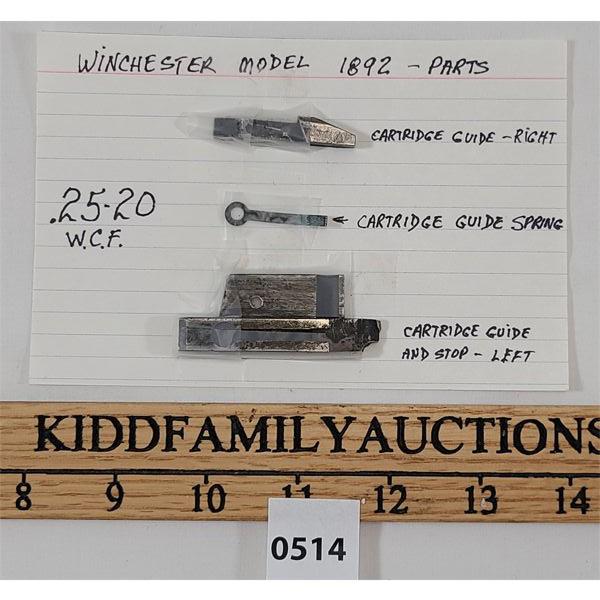 WINCHESTER MODEL 1892 - PARTS
CARTRIDGE GUIDE - RIGHT
.25-20
W.C.F.
← CARTRIDGE GUIDE SPRING
CARTRIDGE GUIDE
AND STOP - LEFT
KIDDFAMILYAUCTIONS
8 9 10 11 12 13 14
0514